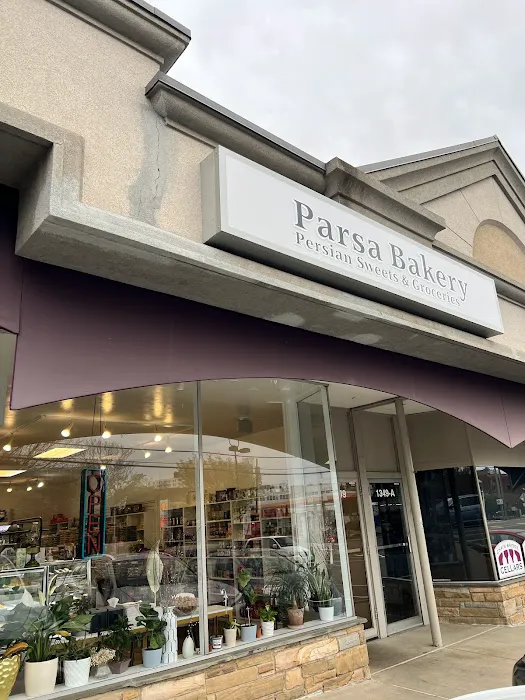 Parsa Bakery
Persian Sweets & Groceries
OPEN
1349-A
CELLARS